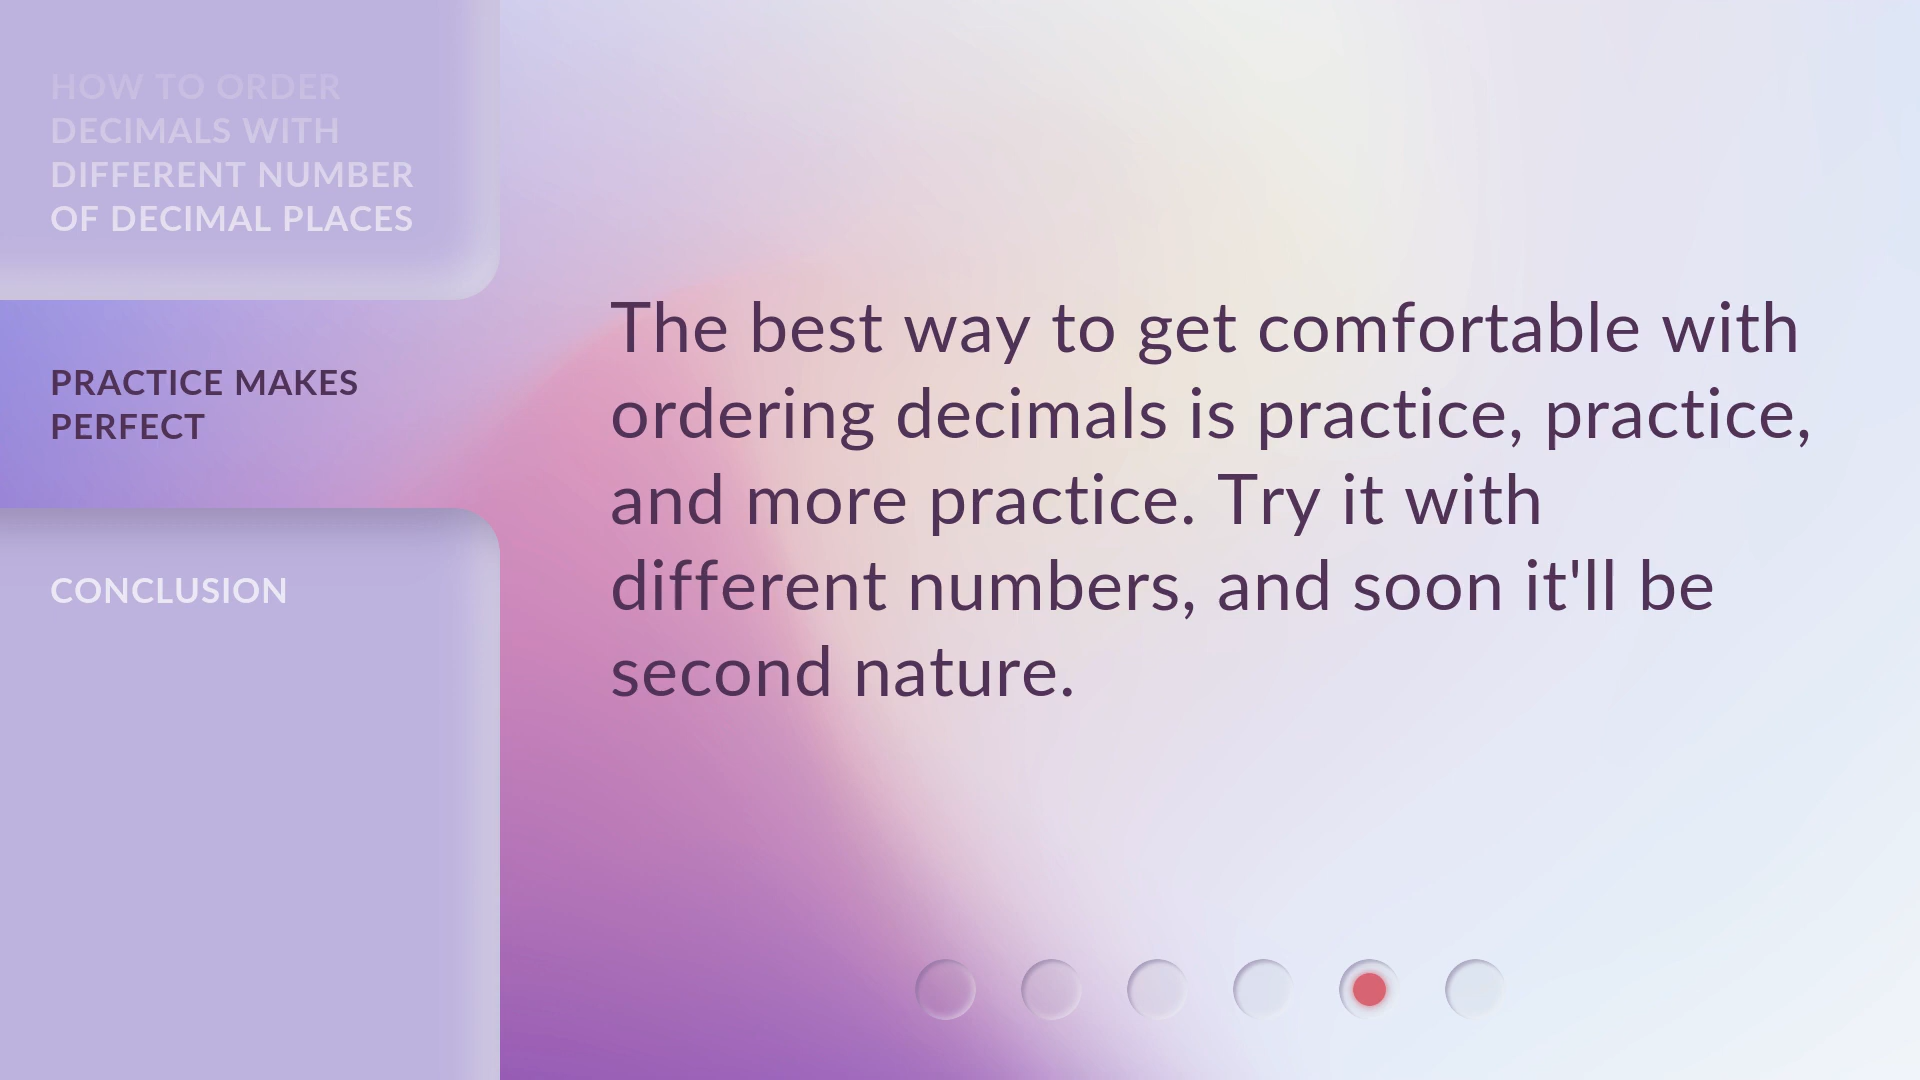 HOW TO ORDER
DECIMALS WITH
DIFFERENT NUMBER
OF DECIMAL PLACES
PRACTICE MAKES
PERFECT
CONCLUSION
The best way to get comfortable with
ordering decimals is practice, practice,
and more practice. Try it with
different numbers, and soon it'll be
second nature.